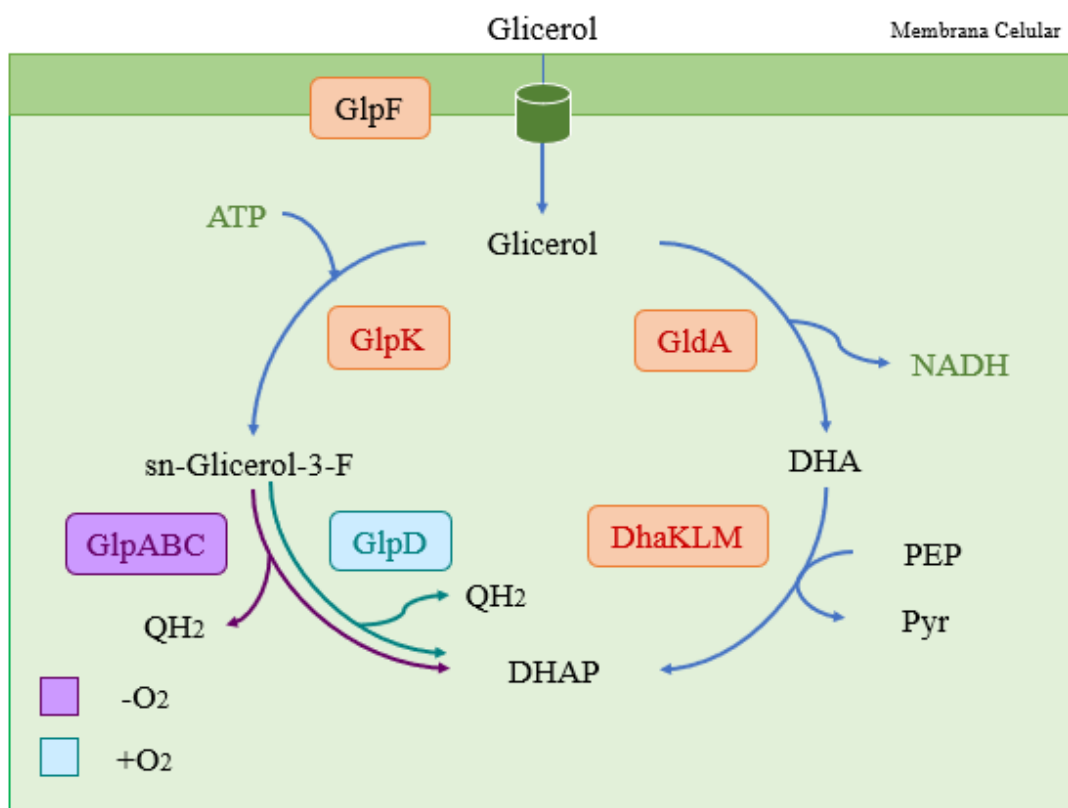 Glicerol
Membrana Celular
GlpF
ATP
Glicerol
GlpK
GldA
NADH
sn-Glicerol-3-F
DHA
GlpABC
GlpD
DhaKLM
PEP
QH2
QH2
Pyr
DHAP
-O2
+O2